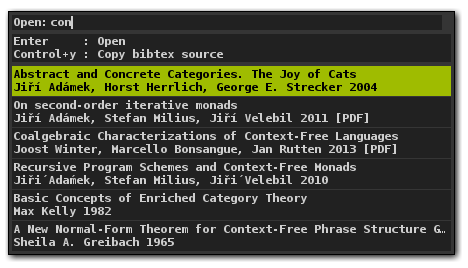 Open: con
Enter     : Open
Control+y : Copy bibtex source
Abstract and Concrete Categories. The Joy of Cats
Jiří Adámek, Horst Herrlich, George E. Strecker 2004
On second-order iterative monads
Jiří Adámek, Stefan Milius, Jiří Velebil 2011 [PDF]
Coalgebraic Characterizations of Context-Free Languages
Joost Winter, Marcello Bonsangue, Jan Rutten 2013 [PDF]
Recursive Program Schemes and Context-Free Monads
Jiři´Adaḿek, Stefan Milius, Jiři´Velebil 2010
Basic Concepts of Enriched Category Theory
Max Kelly 1982
A New Normal-Form Theorem for Context-Free Phrase Structure G…
Sheila A. Greibach 1965